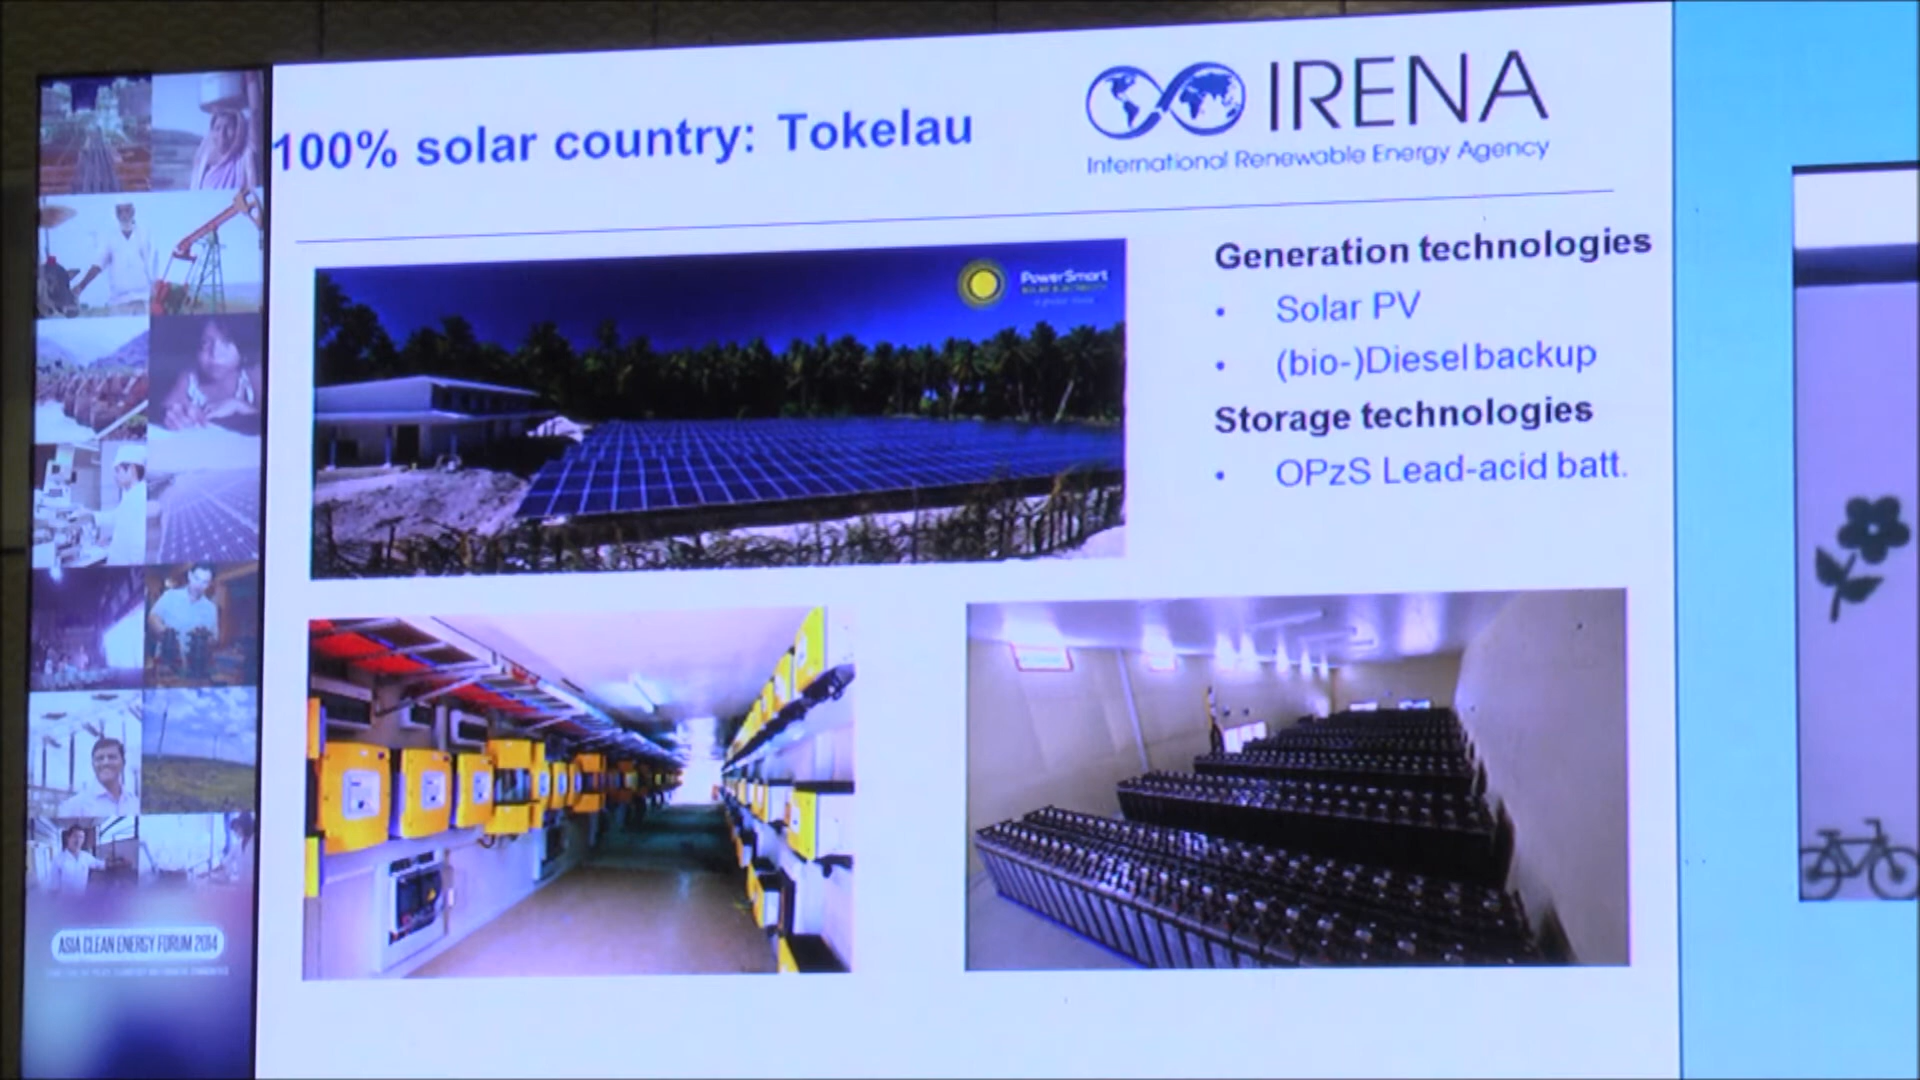 100% solar country: Tokelau
IRENA
International Renewable Energy Agency
PowerSmart
Generation technologies
• Solar PV
• (bio-)Diesel backup
Storage technologies
• OPzS Lead-acid batt.
ASIA CLEAN ENERGY FORUM 2014